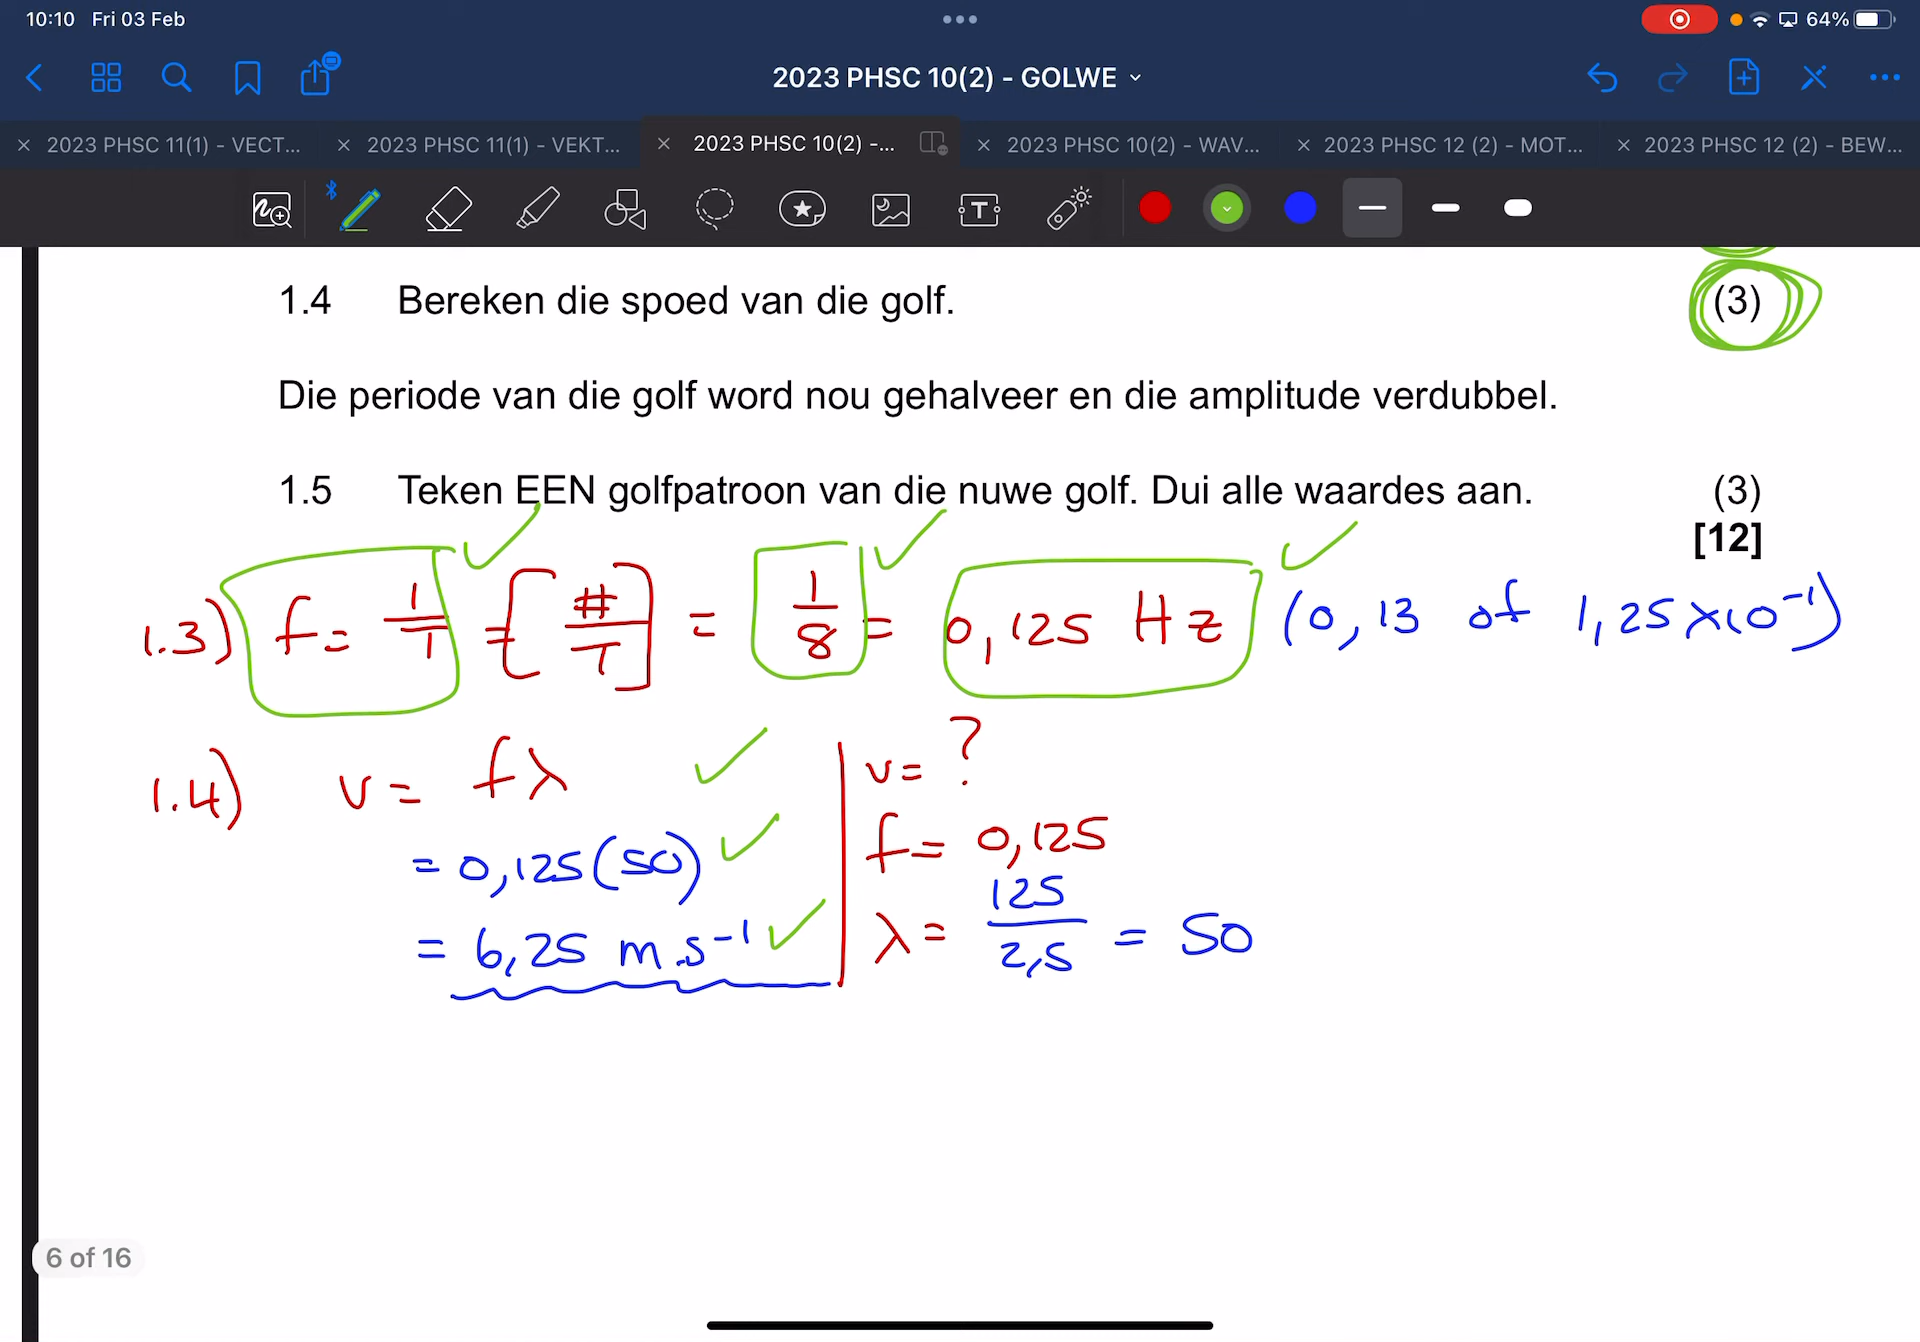 10:10 Fri 03 Feb
64%
2023 PHSC 10(2) - GOLWE
2023 PHSC 11(1) - VECT...
2023 PHSC 11(1) - VEKT...
2023 PHSC 10(2) -...
2023 PHSC 10(2) - WAV...
2023 PHSC 12 (2) - MOT...
2023 PHSC 12 (2) - BEW...
1.4 Bereken die spoed van die golf. (3)
Die periode van die golf word nou gehalveer en die amplitude verdubbel.
1.5 Teken EEN golfpatroon van die nuwe golf. Dui alle waardes aan. (3)
[12]
1.3) f = 1/T = [#/T] = 1/8 = 0,125 Hz (0,13 of 1,25 x 10⁻¹)
1.4) v = fλ
= 0,125(50)
= 6,25 m.s⁻¹
v = ?
f = 0,125
λ = 125/2,5 = 50
6 of 16